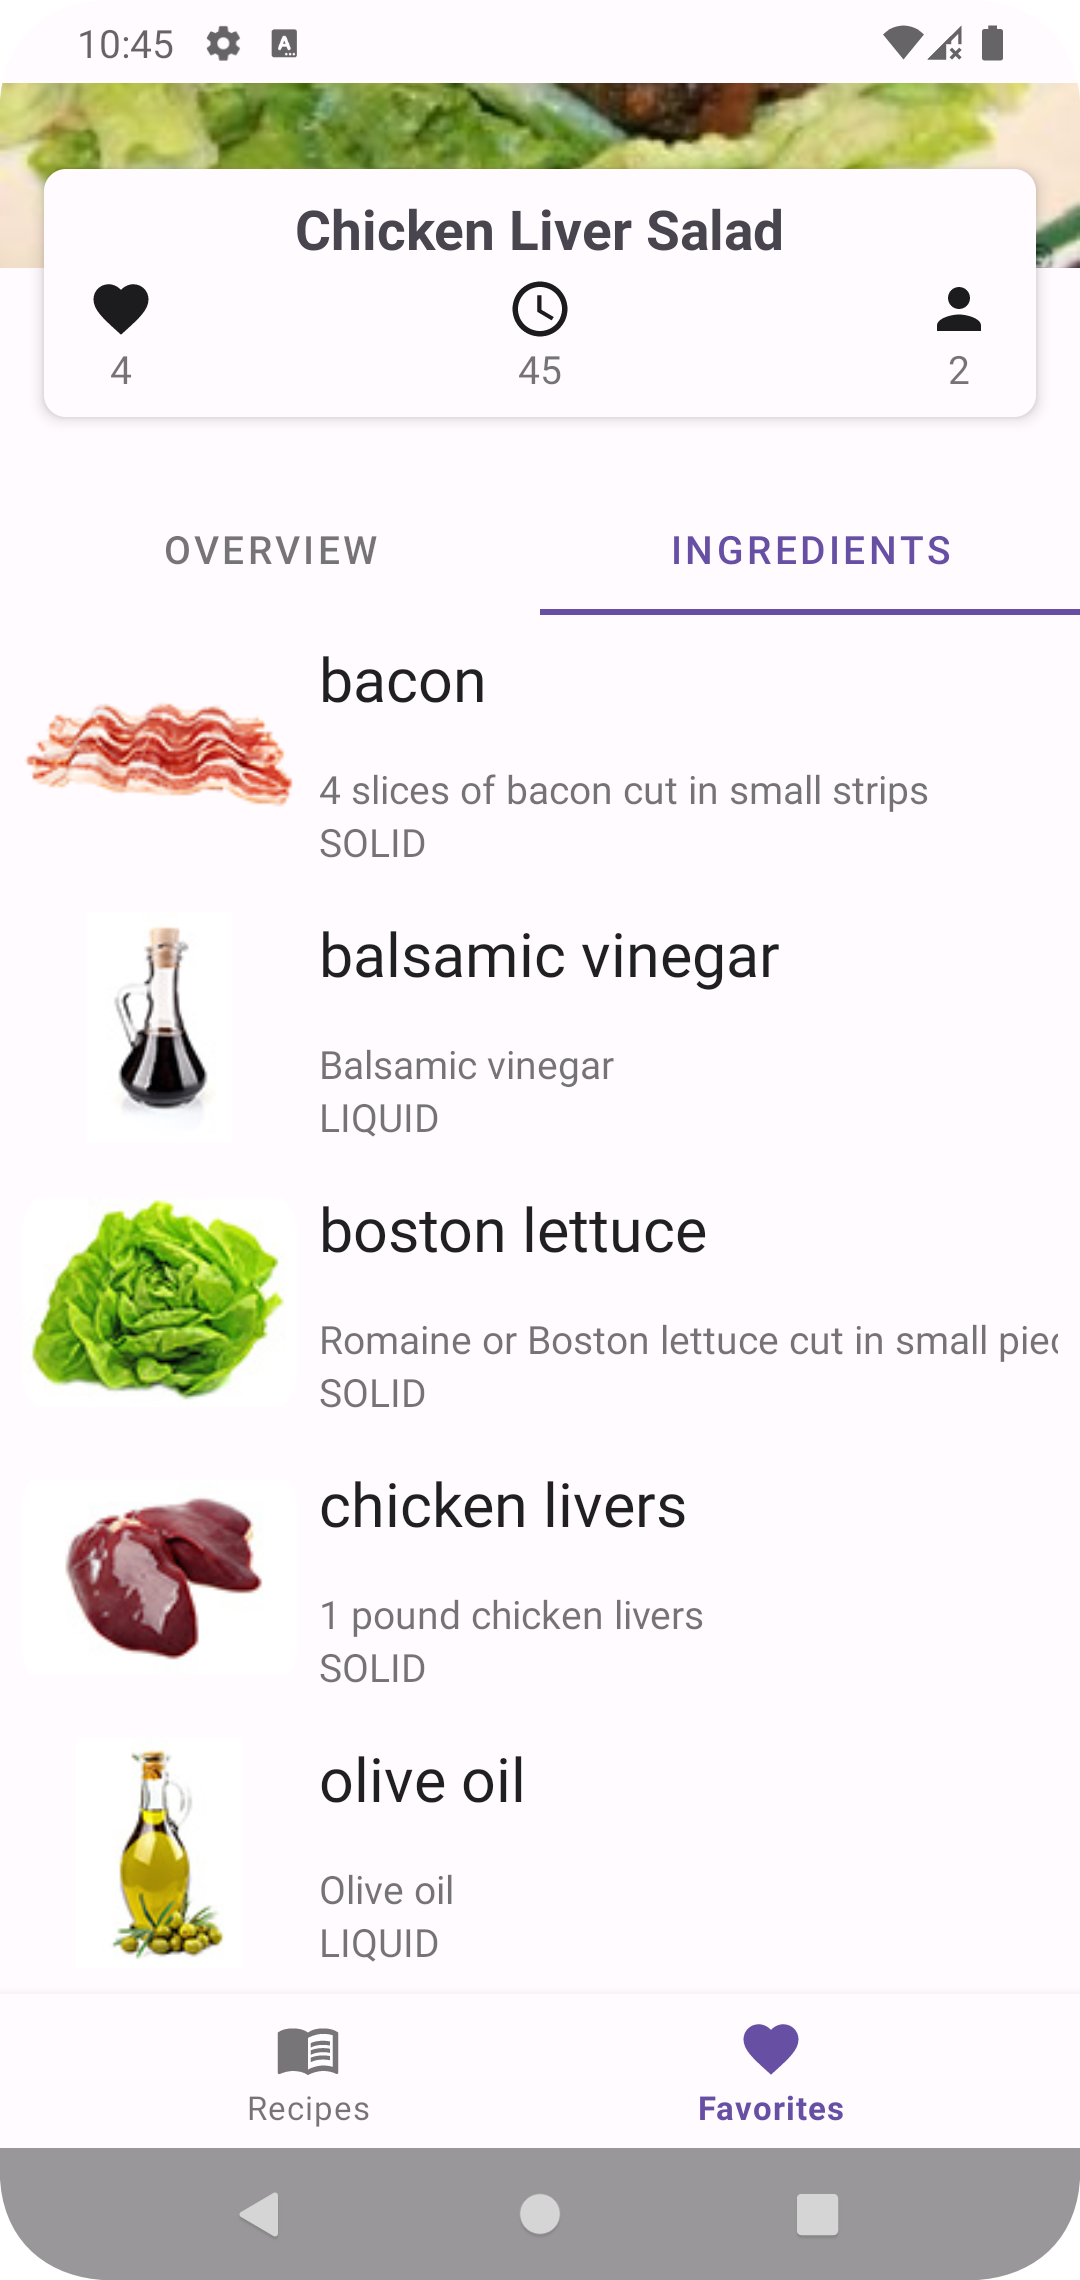 10:45
Chicken Liver Salad
4 45 2
OVERVIEW INGREDIENTS
bacon
4 slices of bacon cut in small strips
SOLID
balsamic vinegar
Balsamic vinegar
LIQUID
boston lettuce
Romaine or Boston lettuce cut in small piec
SOLID
chicken livers
1 pound chicken livers
SOLID
olive oil
Olive oil
LIQUID
Recipes Favorites